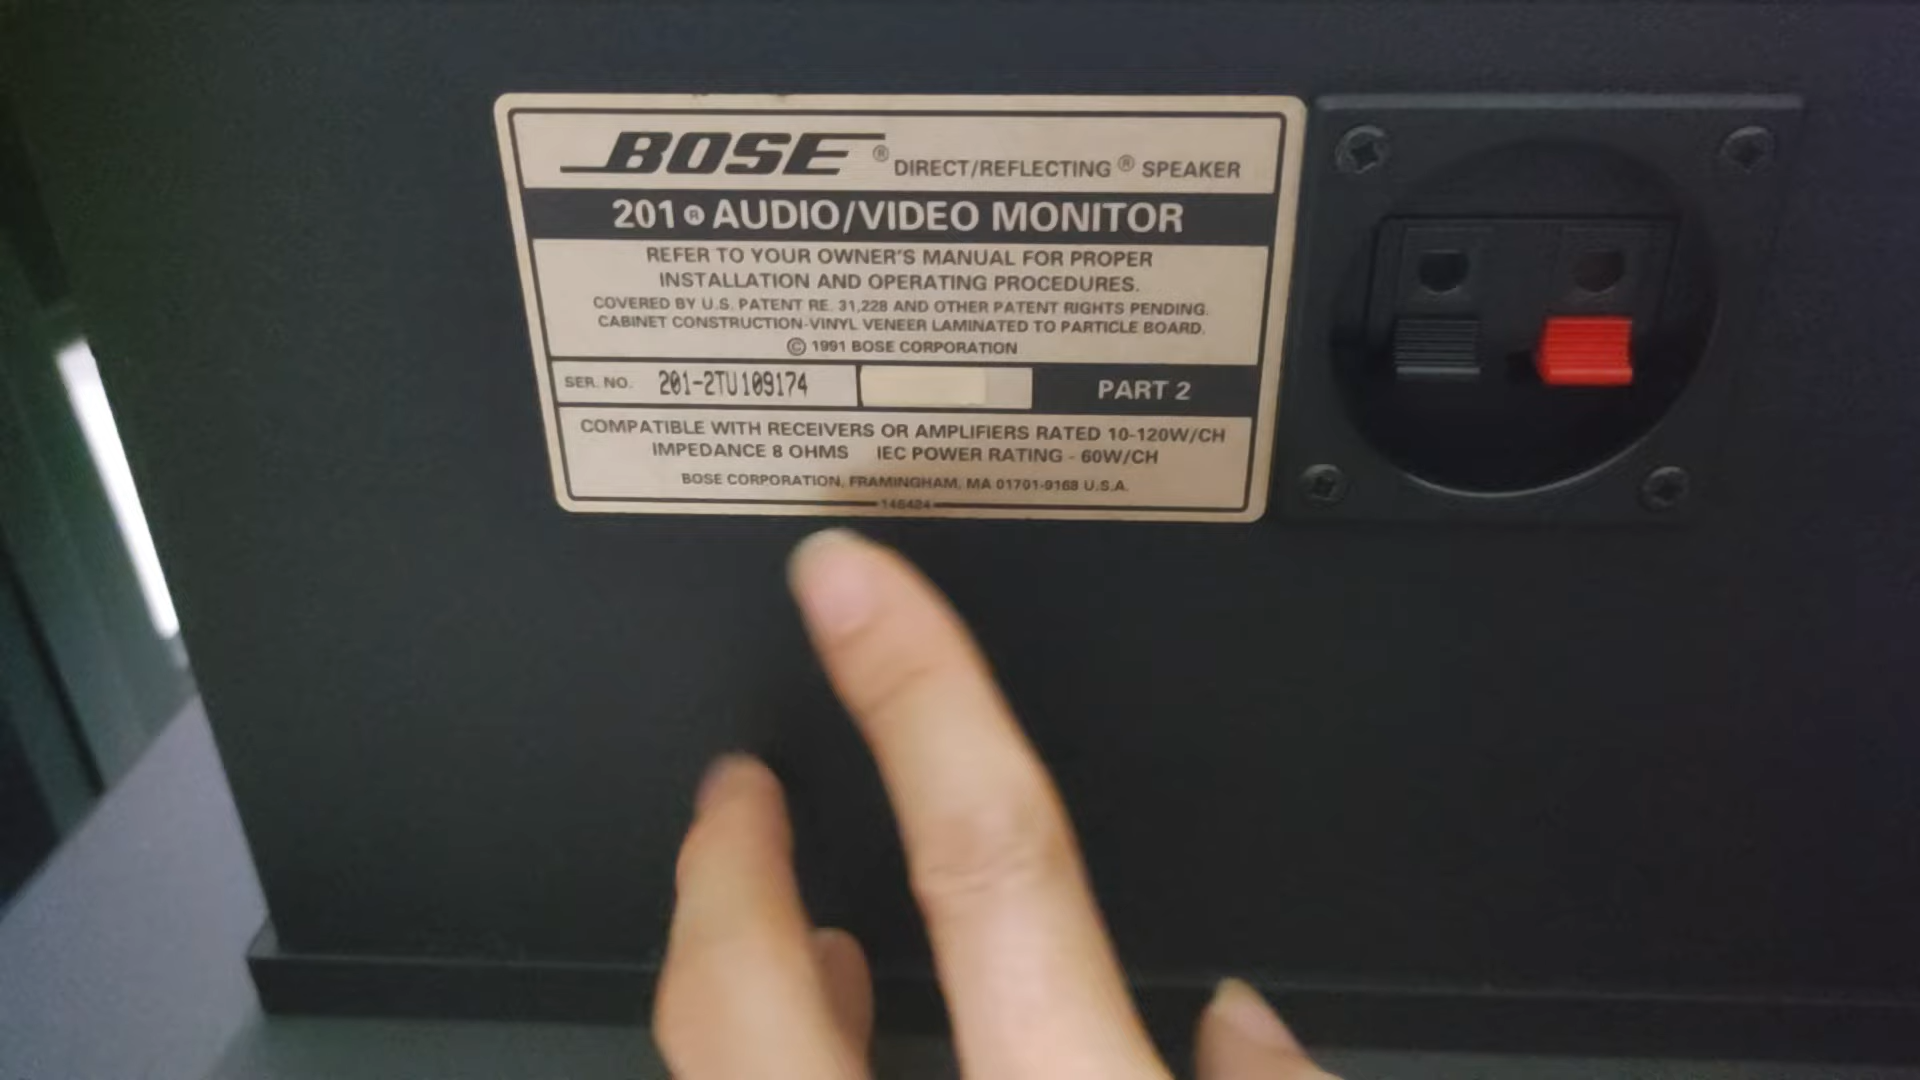 BOSE® DIRECT/REFLECTING® SPEAKER
201® AUDIO/VIDEO MONITOR
REFER TO YOUR OWNER'S MANUAL FOR PROPER
INSTALLATION AND OPERATING PROCEDURES.
COVERED BY U.S. PATENT RE. 31,228 AND OTHER PATENT RIGHTS PENDING.
CABINET CONSTRUCTION-VINYL VENEER LAMINATED TO PARTICLE BOARD.
© 1991 BOSE CORPORATION
SER. NO. 201-2TU109174 PART 2
COMPATIBLE WITH RECEIVERS OR AMPLIFIERS RATED 10-120W/CH
IMPEDANCE 8 OHMS IEC POWER RATING - 60W/CH
BOSE CORPORATION, FRAMINGHAM, MA 01701-9168 U.S.A.